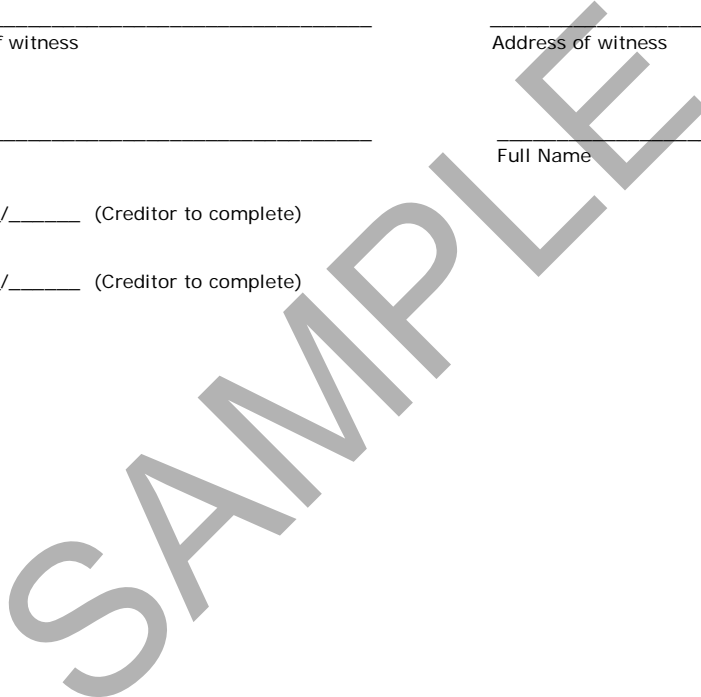 f witness Address of witness
Full Name
/______ (Creditor to complete)
/______ (Creditor to complete)
SAMPLE